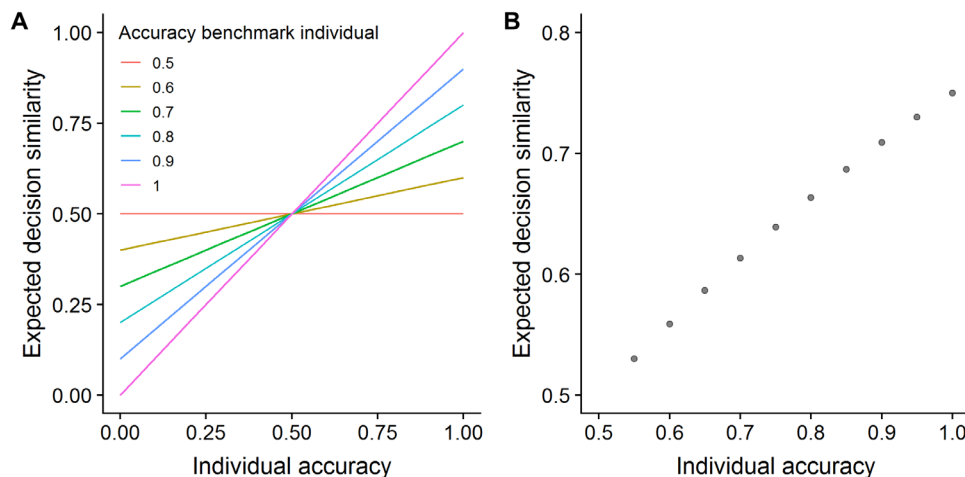 A
Accuracy benchmark individual
0.5
0.6
0.7
0.8
0.9
1
Expected decision similarity
1.00
0.75
0.50
0.25
0.00
0.00 0.25 0.50 0.75 1.00
Individual accuracy
B
Expected decision similarity
0.8
0.7
0.6
0.5
0.5 0.6 0.7 0.8 0.9 1.0
Individual accuracy